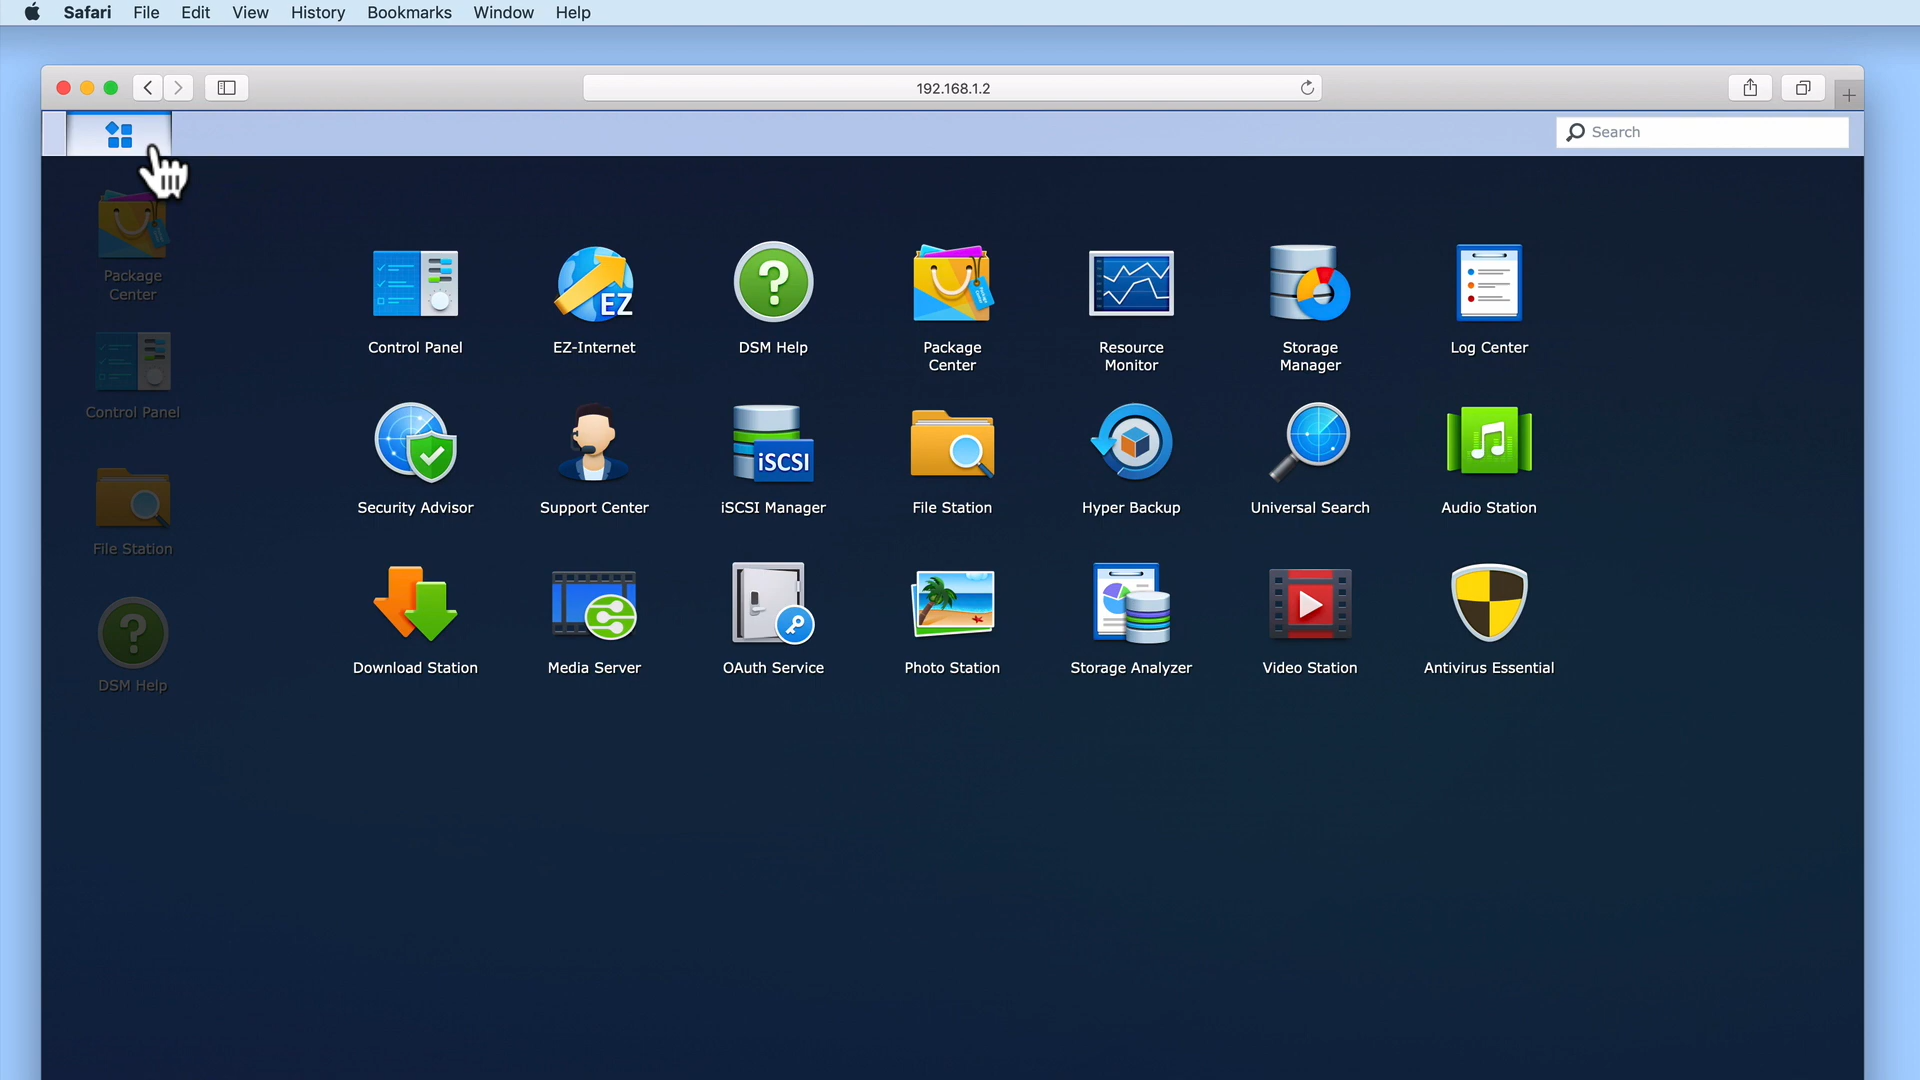 Safari File Edit View History Bookmarks Window Help
192.168.1.2
Search
Package
Center
Control Panel
File Station
DSM Help
Control Panel
EZ
EZ-Internet
DSM Help
Package
Center
Resource
Monitor
Storage
Manager
Log Center
Security Advisor
Support Center
iSCSI
iSCSI Manager
File Station
Hyper Backup
Universal Search
Audio Station
Download Station
Media Server
OAuth Service
Photo Station
Storage Analyzer
Video Station
Antivirus Essential